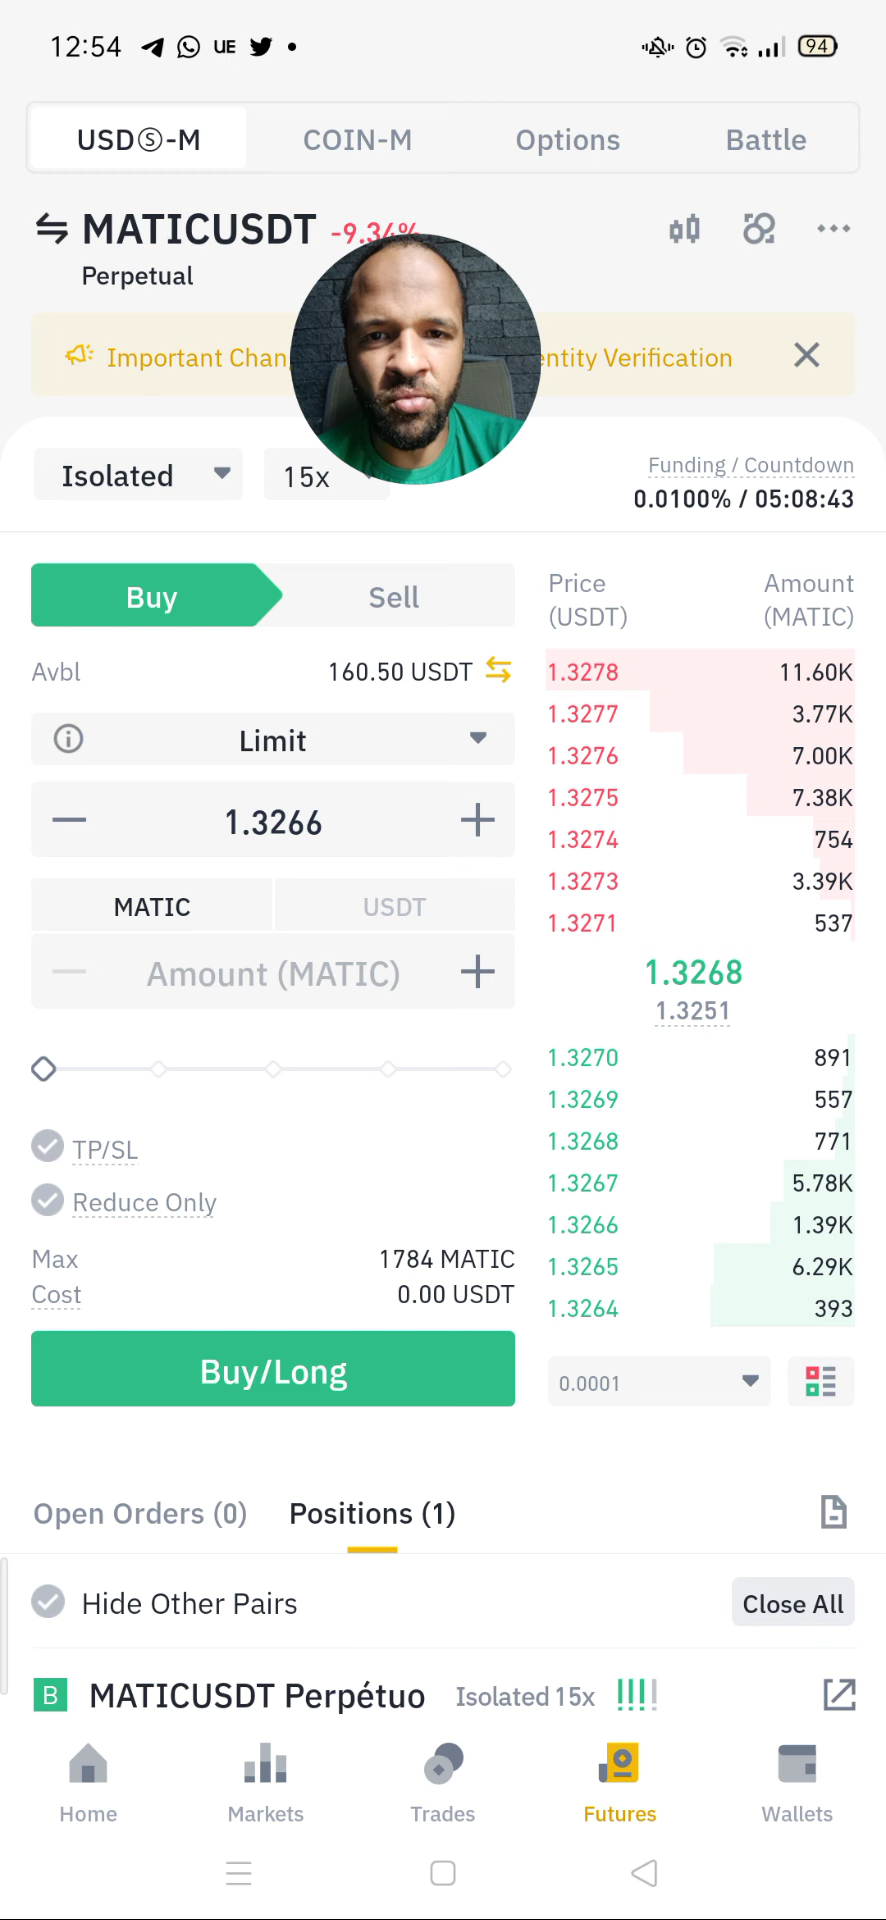 12:54 UE 94
USDⓈ-M COIN-M Options Battle
MATICUSDT -9.34%
Perpetual
Important Chan entity Verification
Isolated 15x
Funding / Countdown
0.0100% / 05:08:43
Buy Sell
Avbl 160.50 USDT
Limit
1.3266
MATIC USDT
Amount (MATIC)
TP/SL
Reduce Only
Max 1784 MATIC
Cost 0.00 USDT
Buy/Long
Price Amount
(USDT) (MATIC)
1.3278 11.60K
1.3277 3.77K
1.3276 7.00K
1.3275 7.38K
1.3274 754
1.3273 3.39K
1.3271 537
1.3268
1.3251
1.3270 891
1.3269 557
1.3268 771
1.3267 5.78K
1.3266 1.39K
1.3265 6.29K
1.3264 393
0.0001
Open Orders (0) Positions (1)
Hide Other Pairs Close All
B MATICUSDT Perpétuo Isolated 15x
Home Markets Trades Futures Wallets